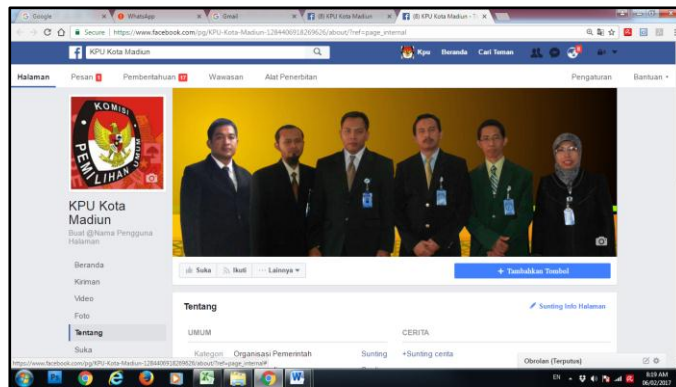 Google
WhatsApp
Gmail
(8) KPU Kota Madiun
(8) KPU Kota Madiun - T
Secure
https://www.facebook.com/pg/KPU-Kota-Madiun-1284406918269626/about/?ref=page_internal
KPU Kota Madiun
Kpu Beranda Cari Teman
Halaman Pesan Pemberitahuan 17 Wawasan Alat Penerbitan Pengaturan Bantuan
KOMISI
PEMILIHAN UMUM
KPU Kota
Madiun
Buat @Nama Pengguna
Halaman
Beranda
Kiriman
Video
Foto
Tentang
Suka
Suka Ikuti Lainnya
+ Tambahkan Tombol
Tentang
Sunting Info Halaman
UMUM
CERITA
Kategori Organisasi Pemerintah Sunting
+Sunting cerita
https://www.facebook.com/pg/KPU-Kota-Madiun-1284406918269626/about/?ref=page_internal#
Obrolan (Terputus)
EN
8:19 AM
06/02/2017